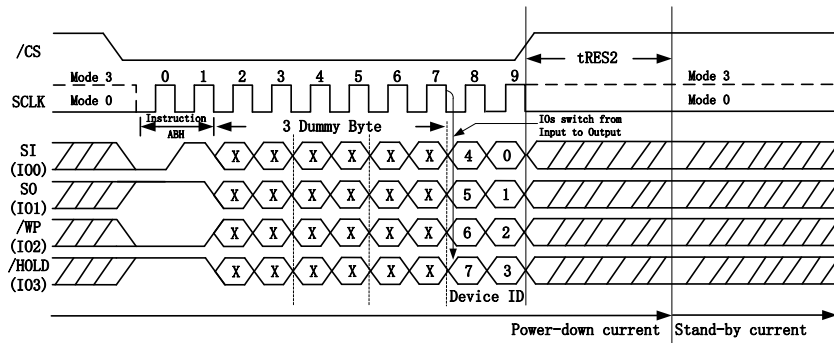 /CS
tRES2
Mode 3 0 1 2 3 4 5 6 7 8 9 Mode 3
SCLK Mode 0 Mode 0
Instruction ABH
3 Dummy Byte
IOs switch from Input to Output
SI (IO0) X X X X X X 4 0
SO (IO1) X X X X X X 5 1
/WP (IO2) X X X X X X 6 2
/HOLD (IO3) X X X X X X 7 3
Device ID
Power-down current Stand-by current